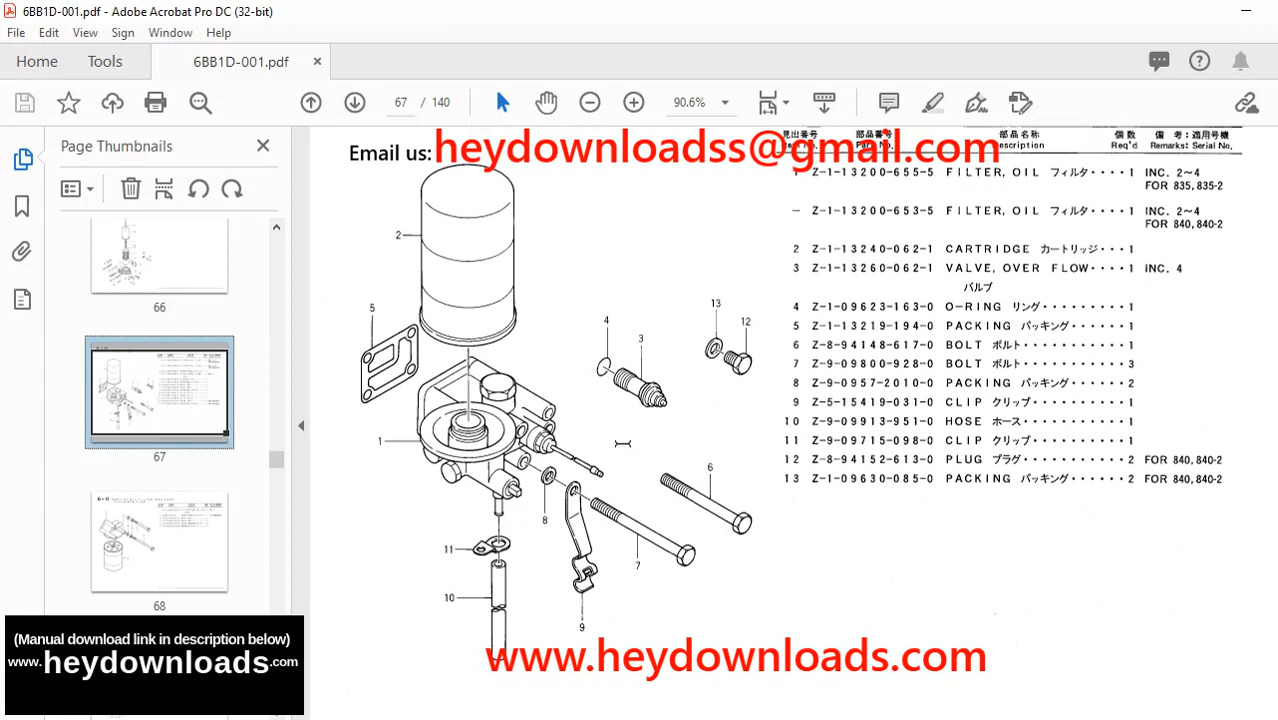 6BB1D-001.pdf - Adobe Acrobat Pro DC (32-bit)
File Edit View Sign Window Help
Home Tools 6BB1D-001.pdf ×
67 / 140 90.6%
Page Thumbnails
66
67
68
(Manual download link in description below)
www.heydownloads.com
Email us: heydownloadss@gmail.com
見出番号 部品番号 部品名称 個数 備考:適用号機
Description Req'd Remarks: Serial No.
1 Z-1-13200-655-5 FILTER, OIL フィルタ・・・・1 INC. 2~4
FOR 835, 835-2
— Z-1-13200-653-5 FILTER, OIL フィルタ・・・・1 INC. 2~4
FOR 840, 840-2
2 Z-1-13240-062-1 CARTRIDGE カートリッジ・・・1
3 Z-1-13260-062-1 VALVE, OVER FLOW・・・・1 INC. 4
バルブ
4 Z-1-09623-163-0 O-RING リング・・・・・・・・・1
5 Z-1-13219-194-0 PACKING パッキング・・・・・・1
6 Z-8-94148-617-0 BOLT ボルト・・・・・・・・・・・1
7 Z-9-09800-928-0 BOLT ボルト・・・・・・・・・・・3
8 Z-9-0957-2010-0 PACKING パッキング・・・・・・2
9 Z-5-15419-031-0 CLIP クリップ・・・・・・・・・・1
10 Z-9-09913-951-0 HOSE ホース・・・・・・・・・・・1
11 Z-9-09715-098-0 CLIP クリップ・・・・・・・・・・1
12 Z-8-94152-613-0 PLUG プラグ・・・・・・・・・・・2 FOR 840, 840-2
13 Z-1-09630-085-0 PACKING パッキング・・・・・・2 FOR 840, 840-2
2
5
4
3
13
12
1
6
8
7
11
10
9
www.heydownloads.com